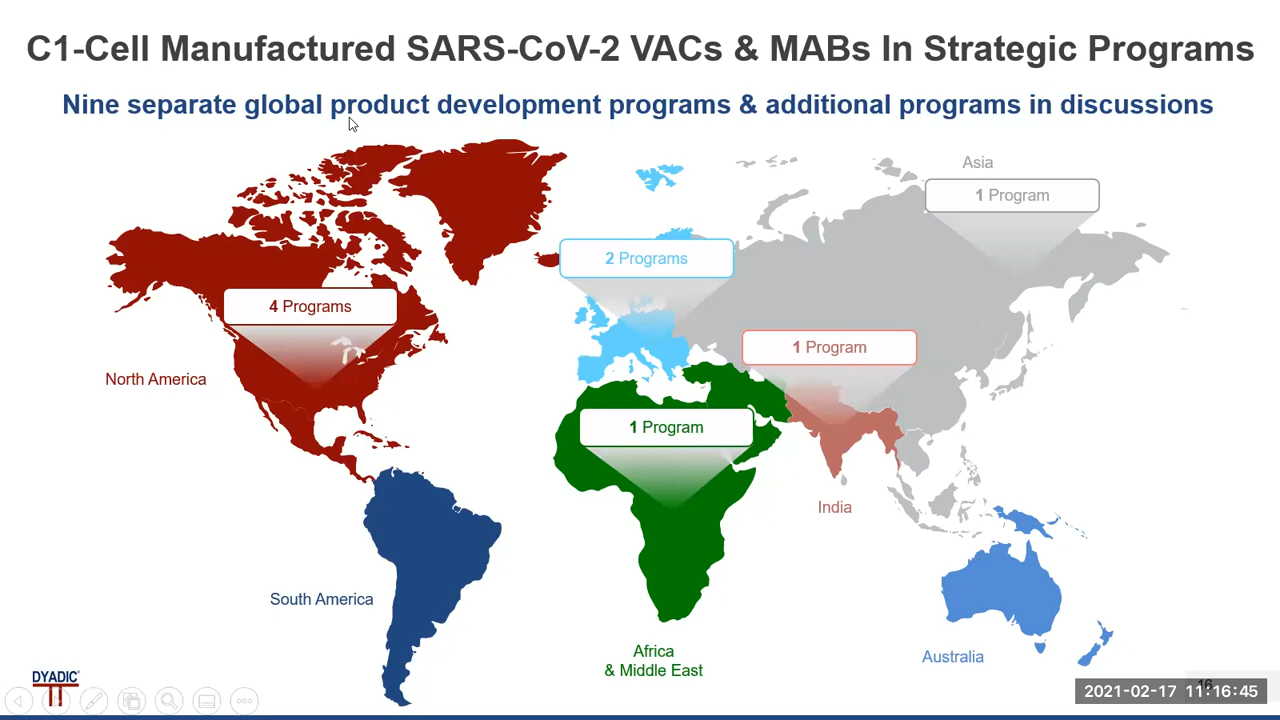 C1-Cell Manufactured SARS-CoV-2 VACs & MABs In Strategic Programs
Nine separate global product development programs & additional programs in discussions
Asia
1 Program
2 Programs
4 Programs
1 Program
North America
1 Program
India
South America
Africa
& Middle East
Australia
DYADIC
16
2021-02-17 11:16:45